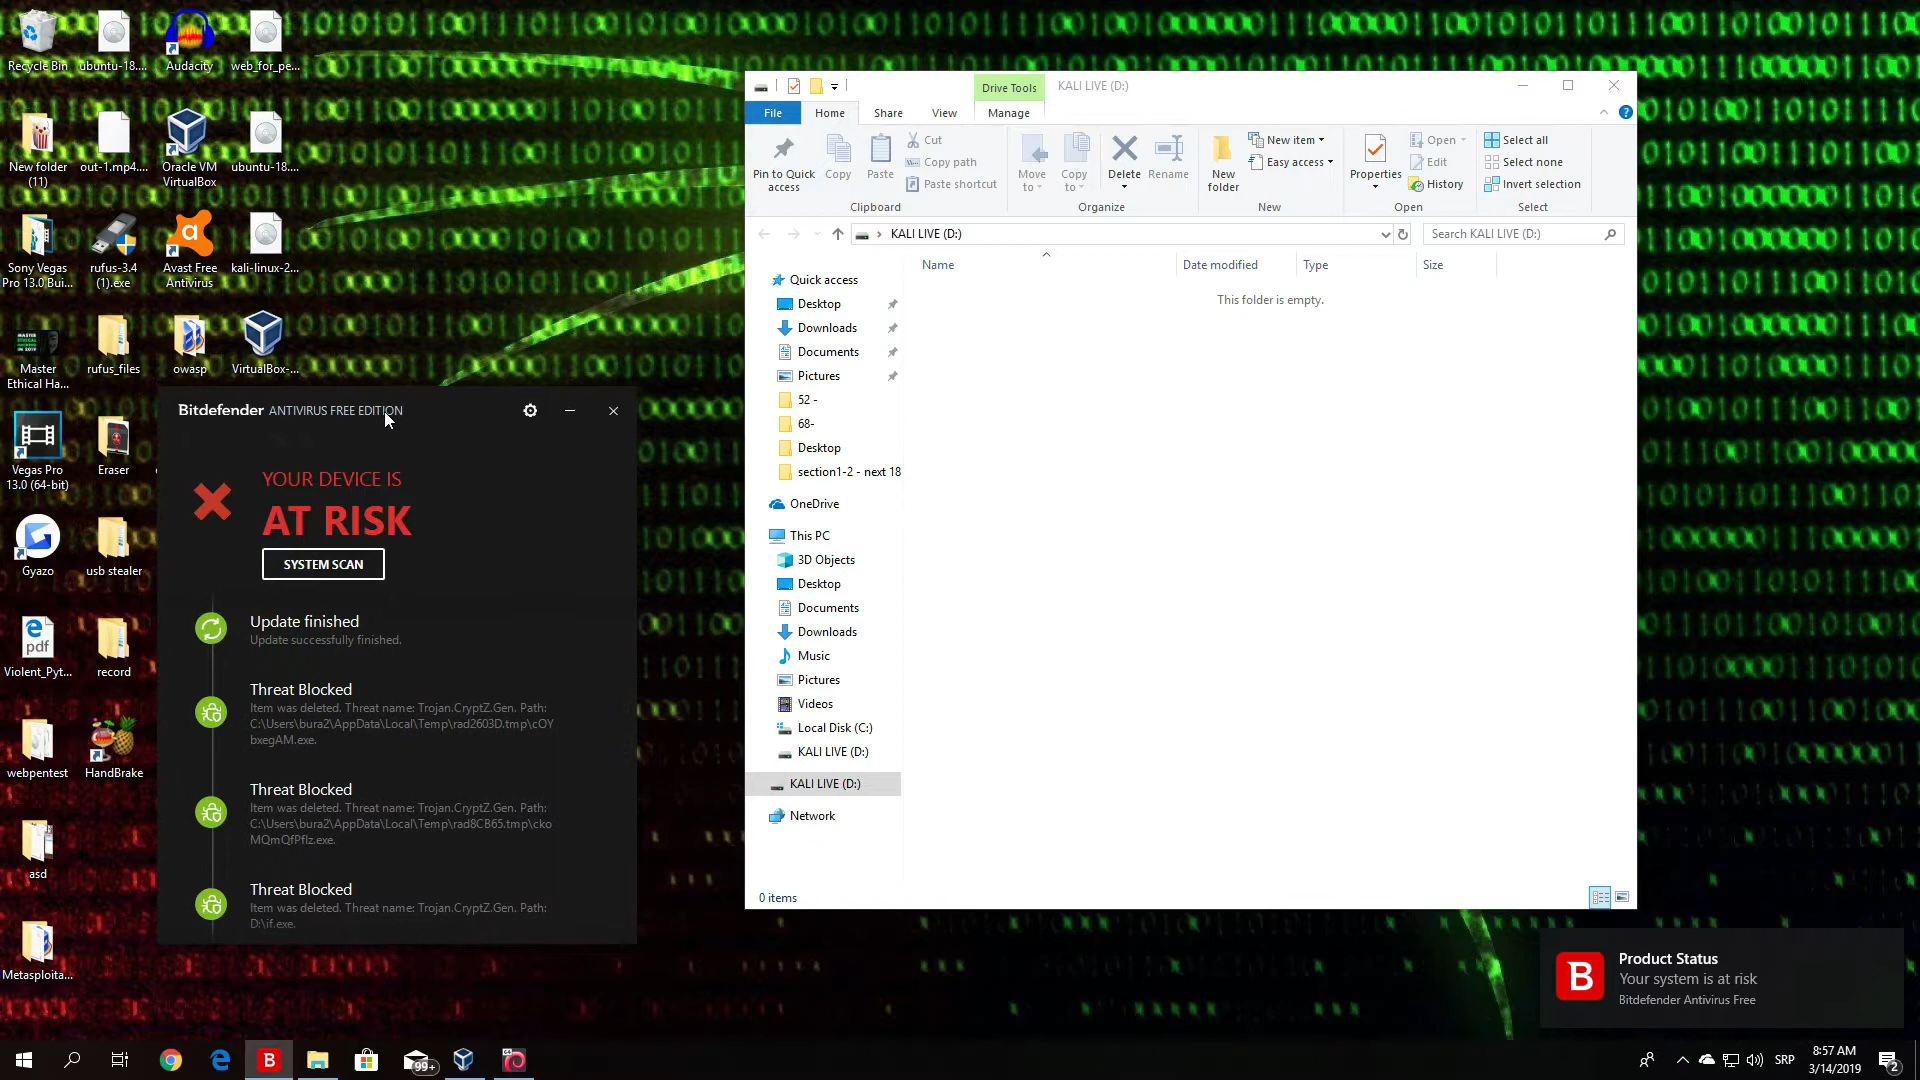 Recycle Bin
ubuntu-18....
Audacity
web_for_pe...
New folder
(11)
out-1.mp4....
Oracle VM
VirtualBox
ubuntu-18....
Sony Vegas
Pro 13.0 Bui...
rufus-3.4
(1).exe
Avast Free
Antivirus
kali-linux-2...
Master
Ethical Ha...
rufus_files
owasp
VirtualBox-...
Vegas Pro
13.0 (64-bit)
Eraser
Gyazo
usb stealer
pdf
Violent_Pyt...
record
webpentest
HandBrake
asd
Metasploita...
Bitdefender ANTIVIRUS FREE EDITION
YOUR DEVICE IS
AT RISK
SYSTEM SCAN
Update finished
Update successfully finished.
Threat Blocked
Item was deleted. Threat name: Trojan.CryptZ.Gen. Path:
C:\Users\bura2\AppData\Local\Temp\rad2603D.tmp\cOY
bxegAM.exe.
Threat Blocked
Item was deleted. Threat name: Trojan.CryptZ.Gen. Path:
C:\Users\bura2\AppData\Local\Temp\rad8CB65.tmp\cko
MQmQfPflz.exe.
Threat Blocked
Item was deleted. Threat name: Trojan.CryptZ.Gen. Path:
D:\if.exe.
Drive Tools
KALI LIVE (D:)
File
Home
Share
View
Manage
Pin to Quick
access
Copy
Paste
Cut
Copy path
Paste shortcut
Clipboard
Move
to
Copy
to
Delete
Rename
Organize
New
folder
New item
Easy access
New
Properties
Open
Edit
History
Open
Select all
Select none
Invert selection
Select
KALI LIVE (D:)
Search KALI LIVE (D:)
Name
Date modified
Type
Size
This folder is empty.
Quick access
Desktop
Downloads
Documents
Pictures
52 -
68-
Desktop
section1-2 - next 18
OneDrive
This PC
3D Objects
Desktop
Documents
Downloads
Music
Pictures
Videos
Local Disk (C:)
KALI LIVE (D:)
KALI LIVE (D:)
Network
0 items
B
Product Status
Your system is at risk
Bitdefender Antivirus Free
B
99+
SRP
8:57 AM
3/14/2019
2